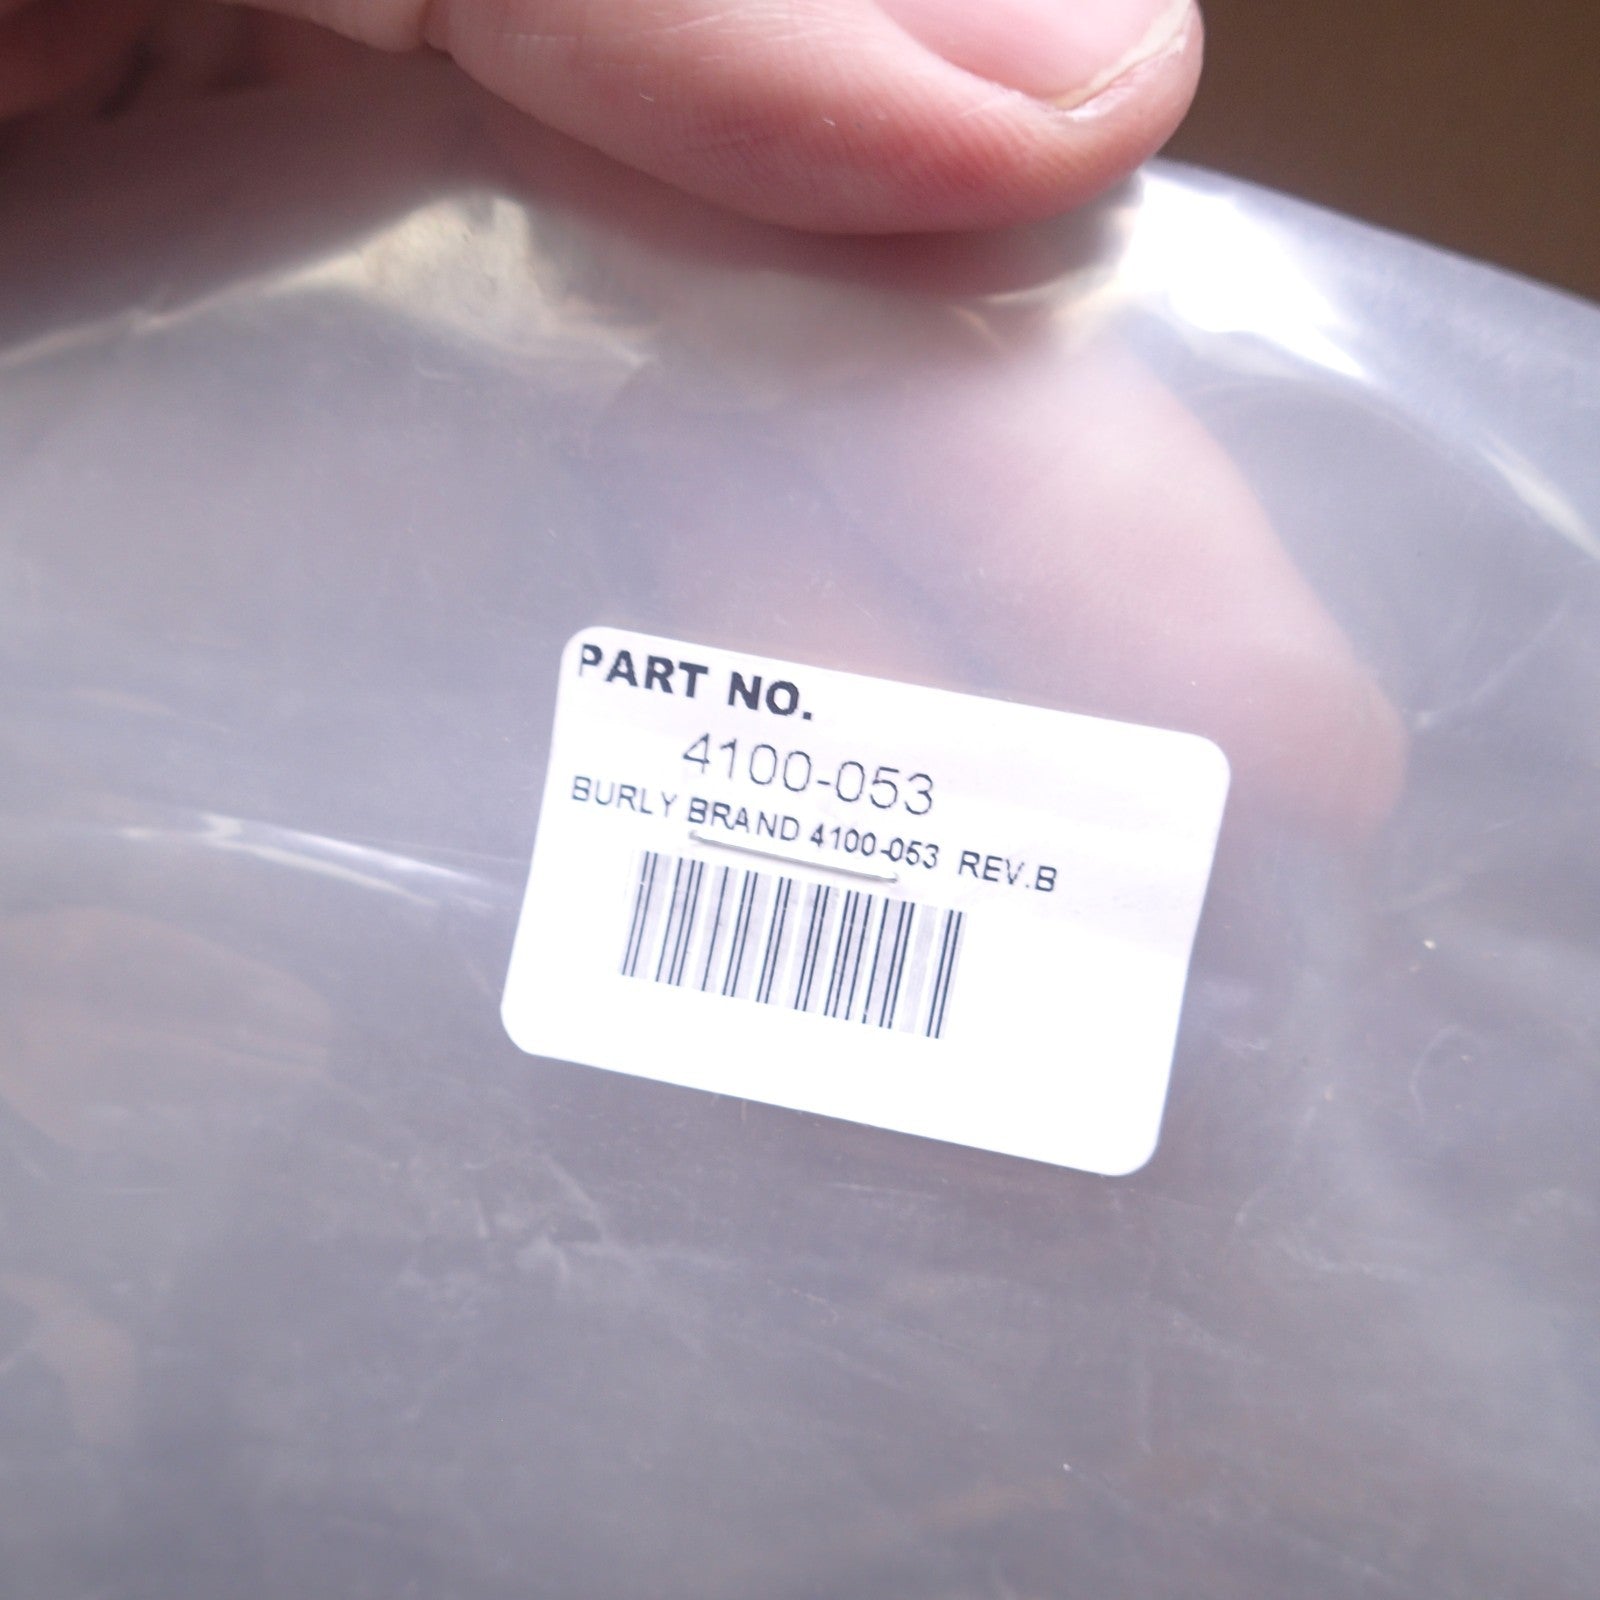 PART NO.
4100-053
BURLY BRAND 4100-053 REV.B